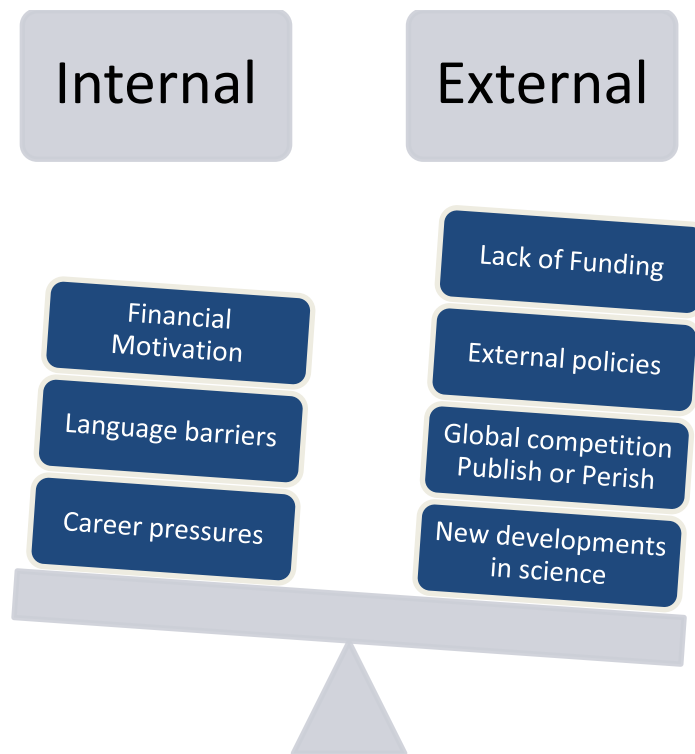 Internal
External
Financial
Motivation
Language barriers
Career pressures
Lack of Funding
External policies
Global competition
Publish or Perish
New developments
in science